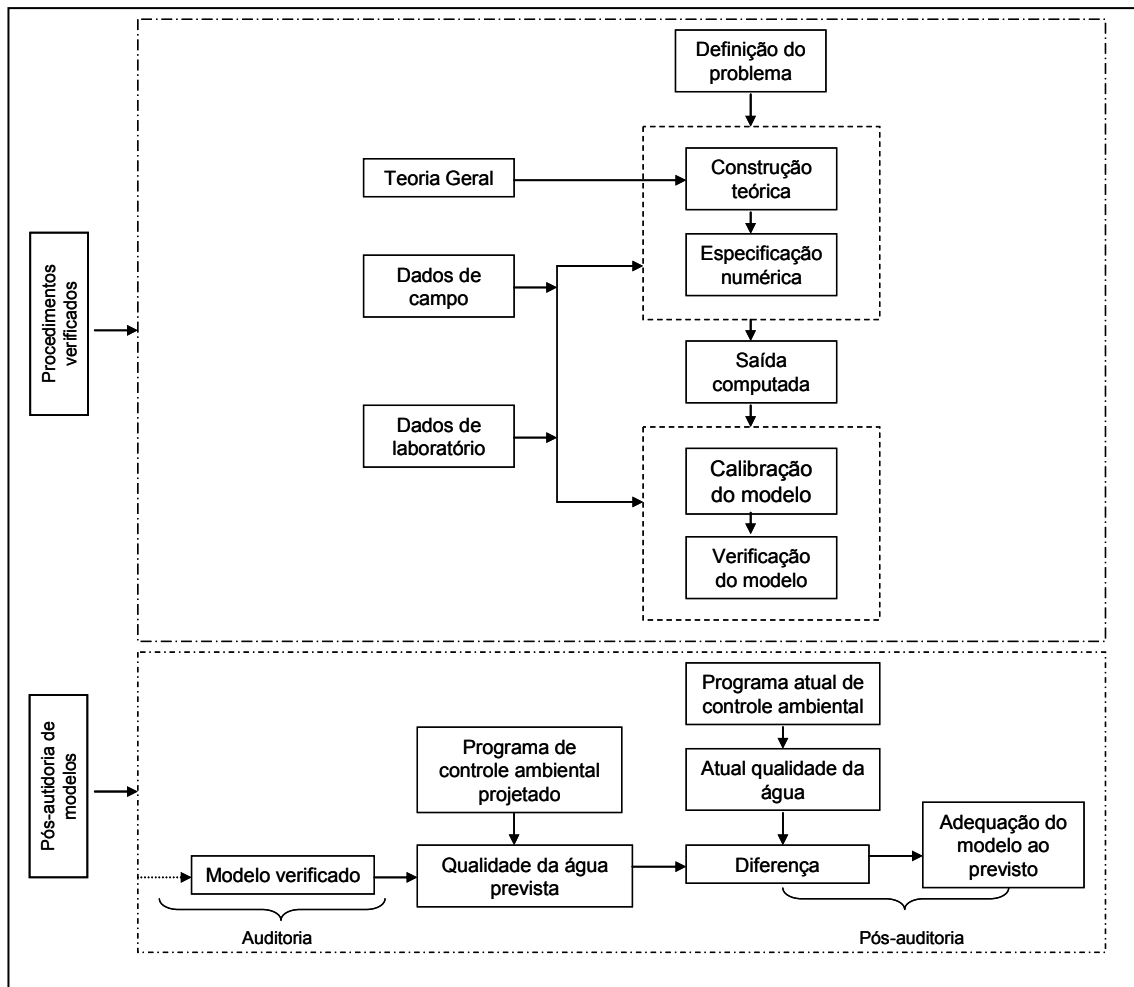 Procedimentos
verificados
Definição do
problema
Teoria Geral
Construção
teórica
Especificação
numérica
Dados de
campo
Saída
computada
Dados de
laboratório
Calibração
do modelo
Verificação
do modelo
Pós-autidoria de
modelos
Programa atual de
controle ambiental
Programa de
controle ambiental
projetado
Atual qualidade da
água
Modelo verificado
Qualidade da água
prevista
Diferença
Adequação do
modelo ao
previsto
Auditoria
Pós-auditoria